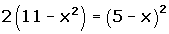 2(11 – x²) = (5 – x)²